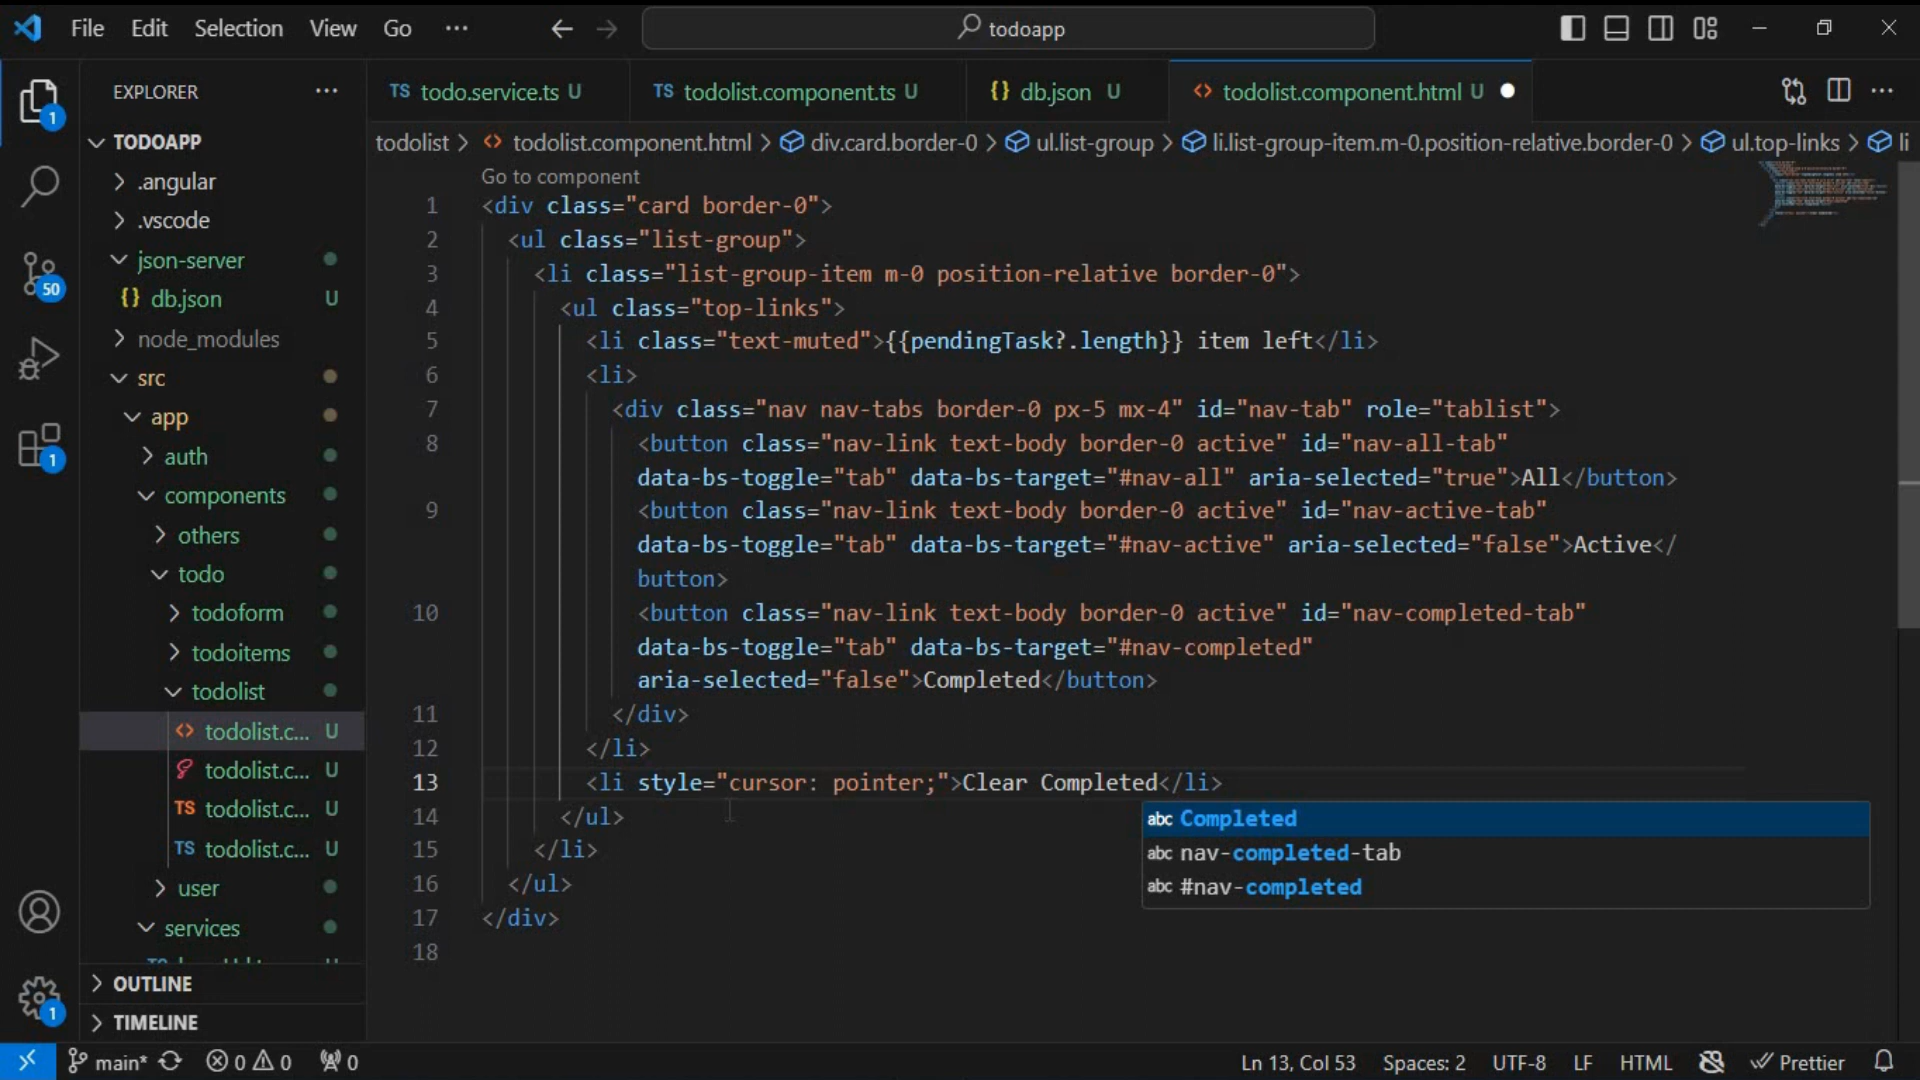 File Edit Selection View Go ··· todoapp
EXPLORER ···
TODOAPP
.angular
.vscode
json-server
{} db.json U
node_modules
src
app
auth
components
others
todo
todoform
todoitems
todolist
<> todolist.c... U
todolist.c... U
TS todolist.c... U
TS todolist.c... U
user
services
OUTLINE
TIMELINE
1
50
1
1
TS todo.service.ts U TS todolist.component.ts U {} db.json U <> todolist.component.html U
todolist > <> todolist.component.html > div.card.border-0 > ul.list-group > li.list-group-item.m-0.position-relative.border-0 > ul.top-links > li
Go to component
1 <div class="card border-0">
2 <ul class="list-group">
3 <li class="list-group-item m-0 position-relative border-0">
4 <ul class="top-links">
5 <li class="text-muted">{{pendingTask?.length}} item left</li>
6 <li>
7 <div class="nav nav-tabs border-0 px-5 mx-4" id="nav-tab" role="tablist">
8 <button class="nav-link text-body border-0 active" id="nav-all-tab"
data-bs-toggle="tab" data-bs-target="#nav-all" aria-selected="true">All</button>
9 <button class="nav-link text-body border-0 active" id="nav-active-tab"
data-bs-toggle="tab" data-bs-target="#nav-active" aria-selected="false">Active</
button>
10 <button class="nav-link text-body border-0 active" id="nav-completed-tab"
data-bs-toggle="tab" data-bs-target="#nav-completed"
aria-selected="false">Completed</button>
11 </div>
12 </li>
13 <li style="cursor: pointer;">Clear Completed</li>
14 </ul>
15 </li>
16 </ul>
17 </div>
18
abc Completed
abc nav-completed-tab
abc #nav-completed
main* 0 0 0 Ln 13, Col 53 Spaces: 2 UTF-8 LF HTML Prettier